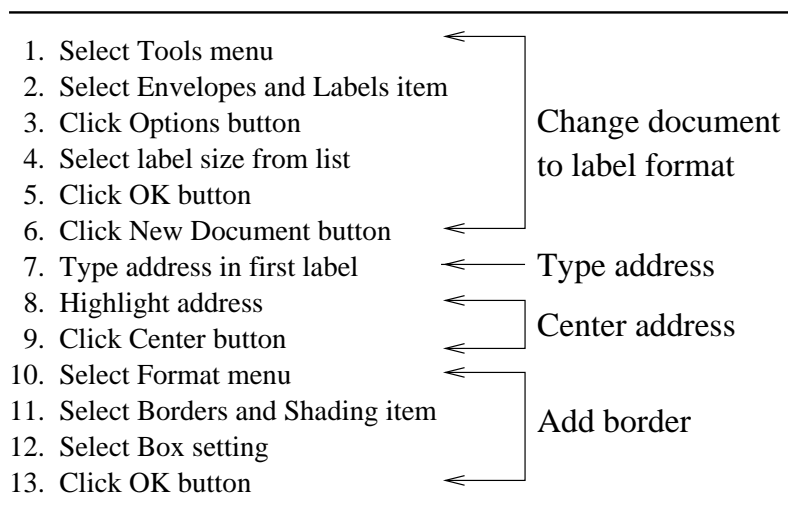 1. Select Tools menu
2. Select Envelopes and Labels item
3. Click Options button
4. Select label size from list
5. Click OK button
6. Click New Document button
7. Type address in first label
8. Highlight address
9. Click Center button
10. Select Format menu
11. Select Borders and Shading item
12. Select Box setting
13. Click OK button
Change document
to label format
Type address
Center address
Add border